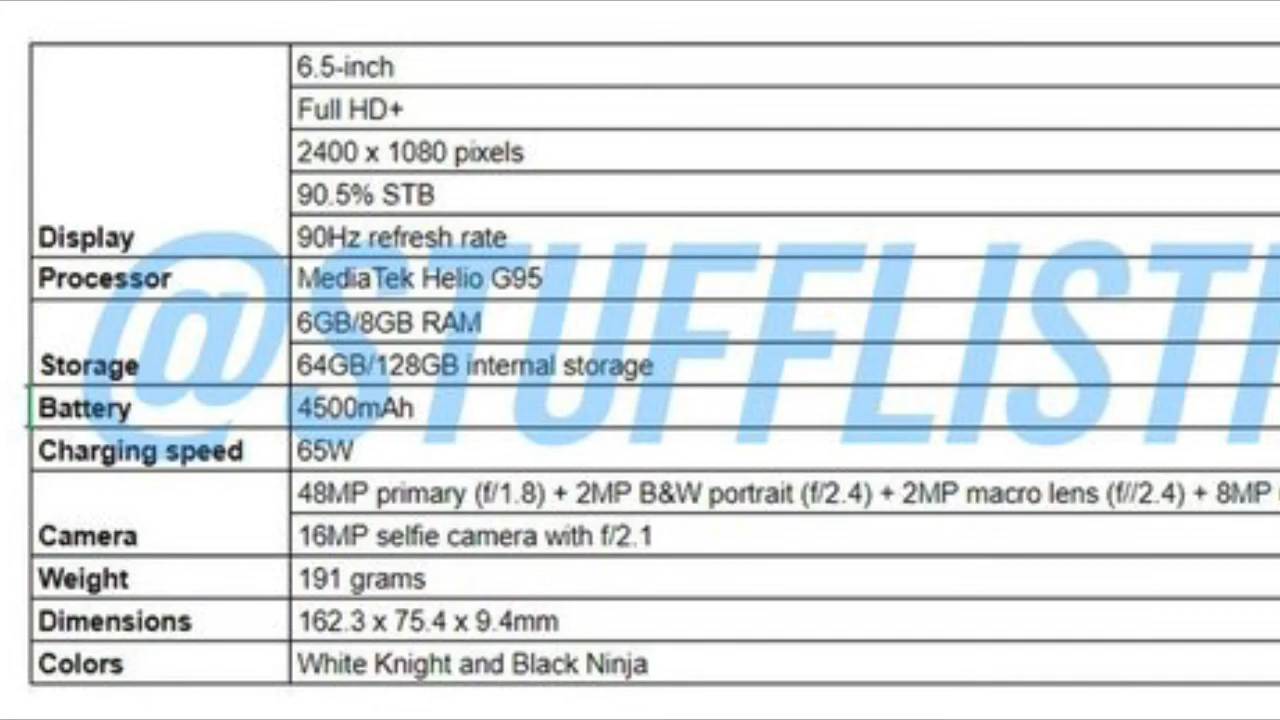 6.5-inch
Full HD+
2400 x 1080 pixels
90.5% STB
Display 90Hz refresh rate
Processor MediaTek Helio G95
6GB/8GB RAM
Storage 64GB/128GB internal storage
Battery 4500mAh
Charging speed 65W
48MP primary (f/1.8) + 2MP B&W portrait (f/2.4) + 2MP macro lens (f//2.4) + 8MP
Camera 16MP selfie camera with f/2.1
Weight 191 grams
Dimensions 162.3 x 75.4 x 9.4mm
Colors White Knight and Black Ninja
@STUFFLIST